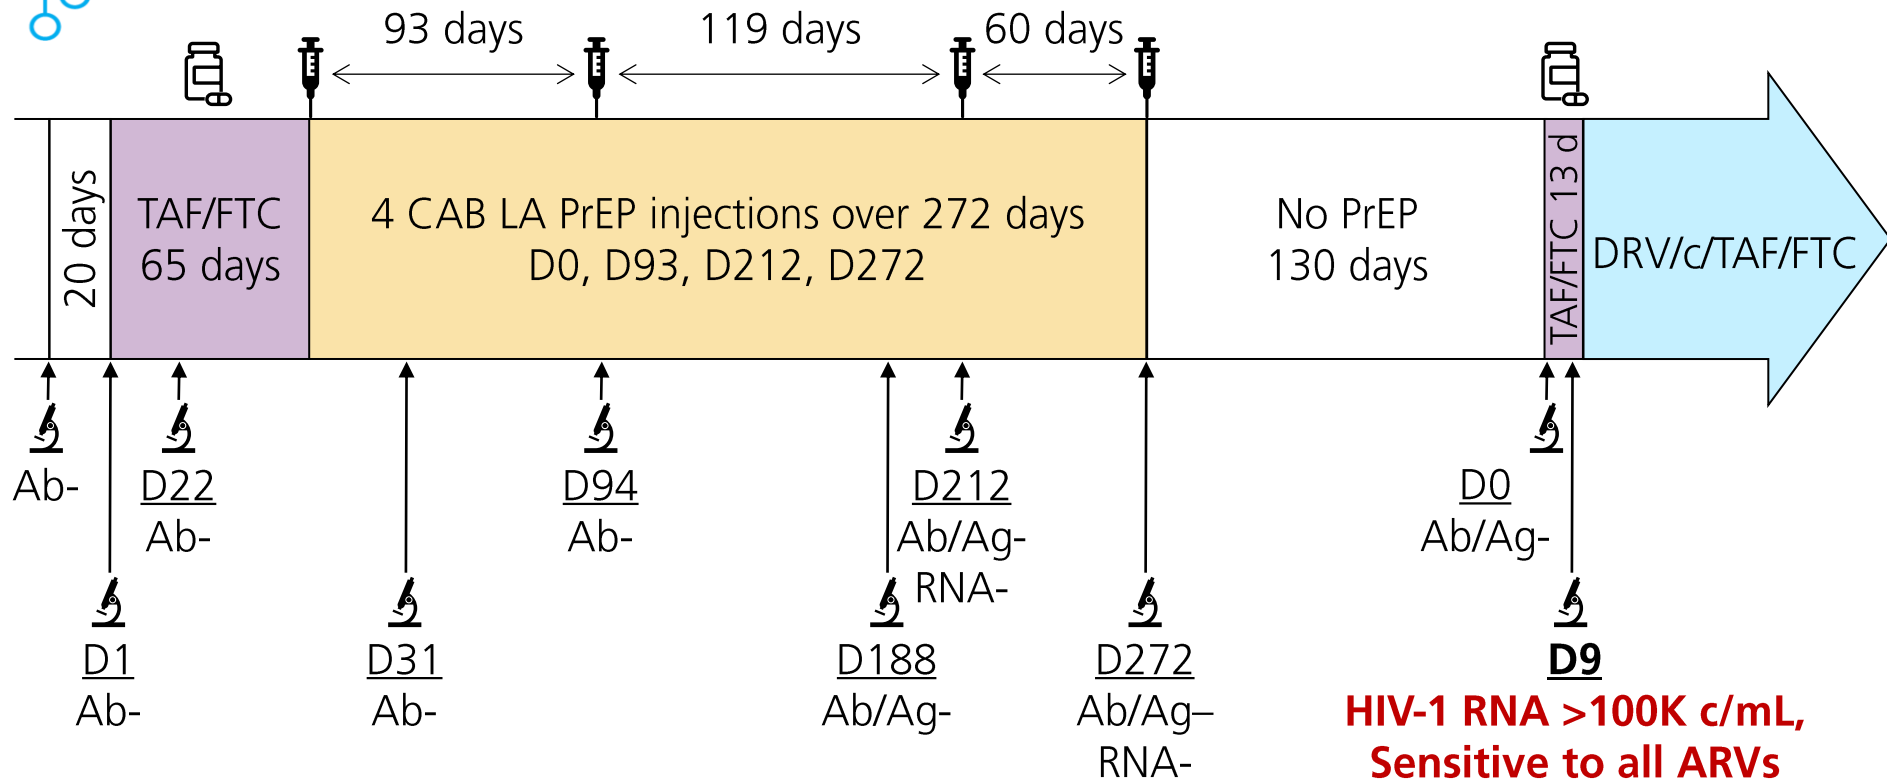 93 days
119 days
60 days
20 days
TAF/FTC
65 days
4 CAB LA PrEP injections over 272 days
D0, D93, D212, D272
No PrEP
130 days
TAF/FTC 13 d
DRV/c/TAF/FTC
Ab-
D22
Ab-
D94
Ab-
D212
Ab/Ag-
RNA-
D0
Ab/Ag-
D1
Ab-
D31
Ab-
D188
Ab/Ag-
D272
Ab/Ag–
RNA-
D9
HIV-1 RNA >100K c/mL,
Sensitive to all ARVs